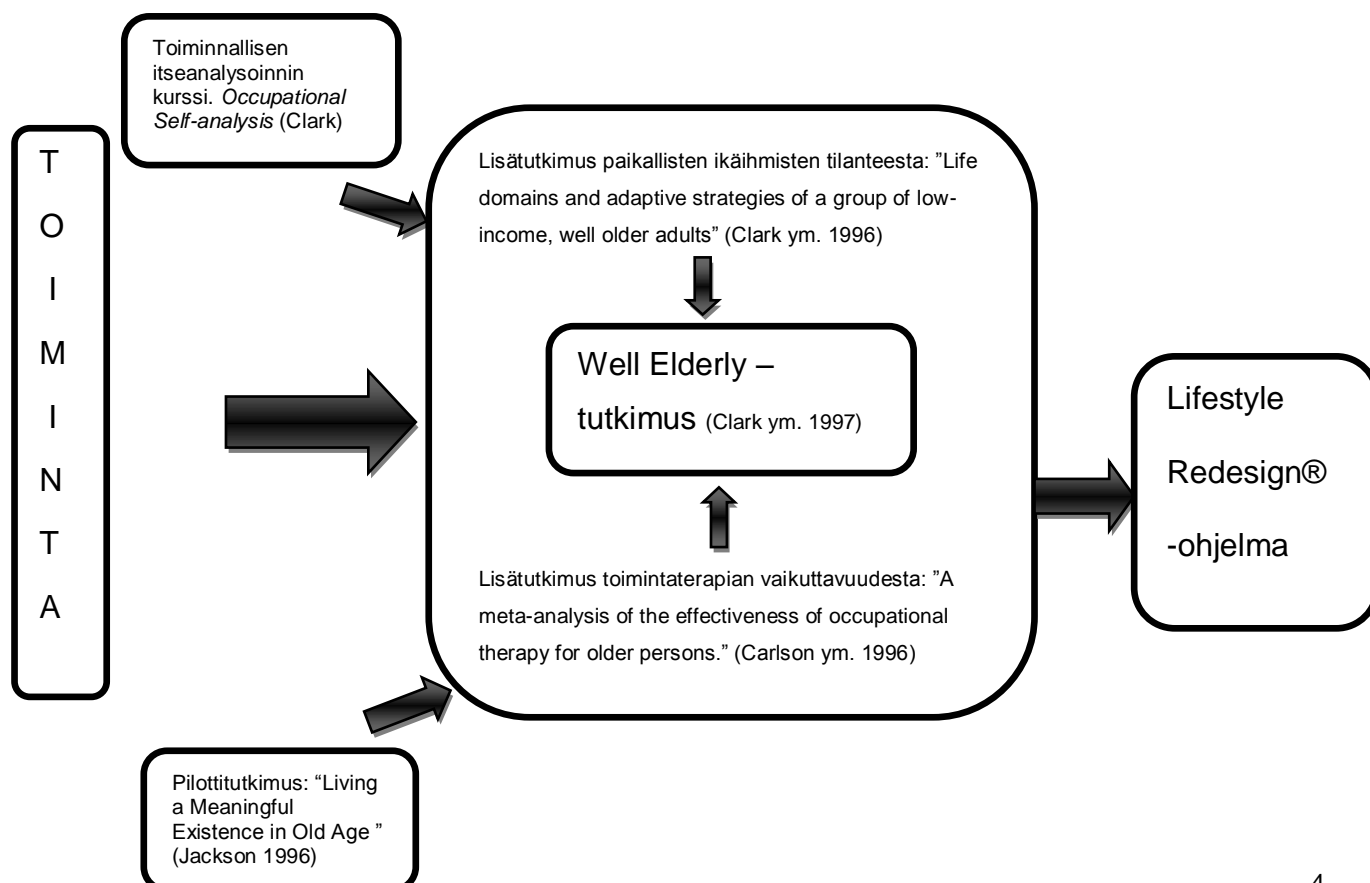 Toiminnallisen
itseanalysoinnin
kurssi. Occupational
Self-analysis (Clark)
T
O
I
M
I
N
T
A
Lisätutkimus paikallisten ikäihmisten tilanteesta: ”Life
domains and adaptive strategies of a group of low-
income, well older adults” (Clark ym. 1996)
Well Elderly –
tutkimus (Clark ym. 1997)
Lisätutkimus toimintaterapian vaikuttavuudesta: ”A
meta-analysis of the effectiveness of occupational
therapy for older persons.” (Carlson ym. 1996)
Lifestyle
Redesign®
-ohjelma
Pilottitutkimus: “Living
a Meaningful
Existence in Old Age ”
(Jackson 1996)
4